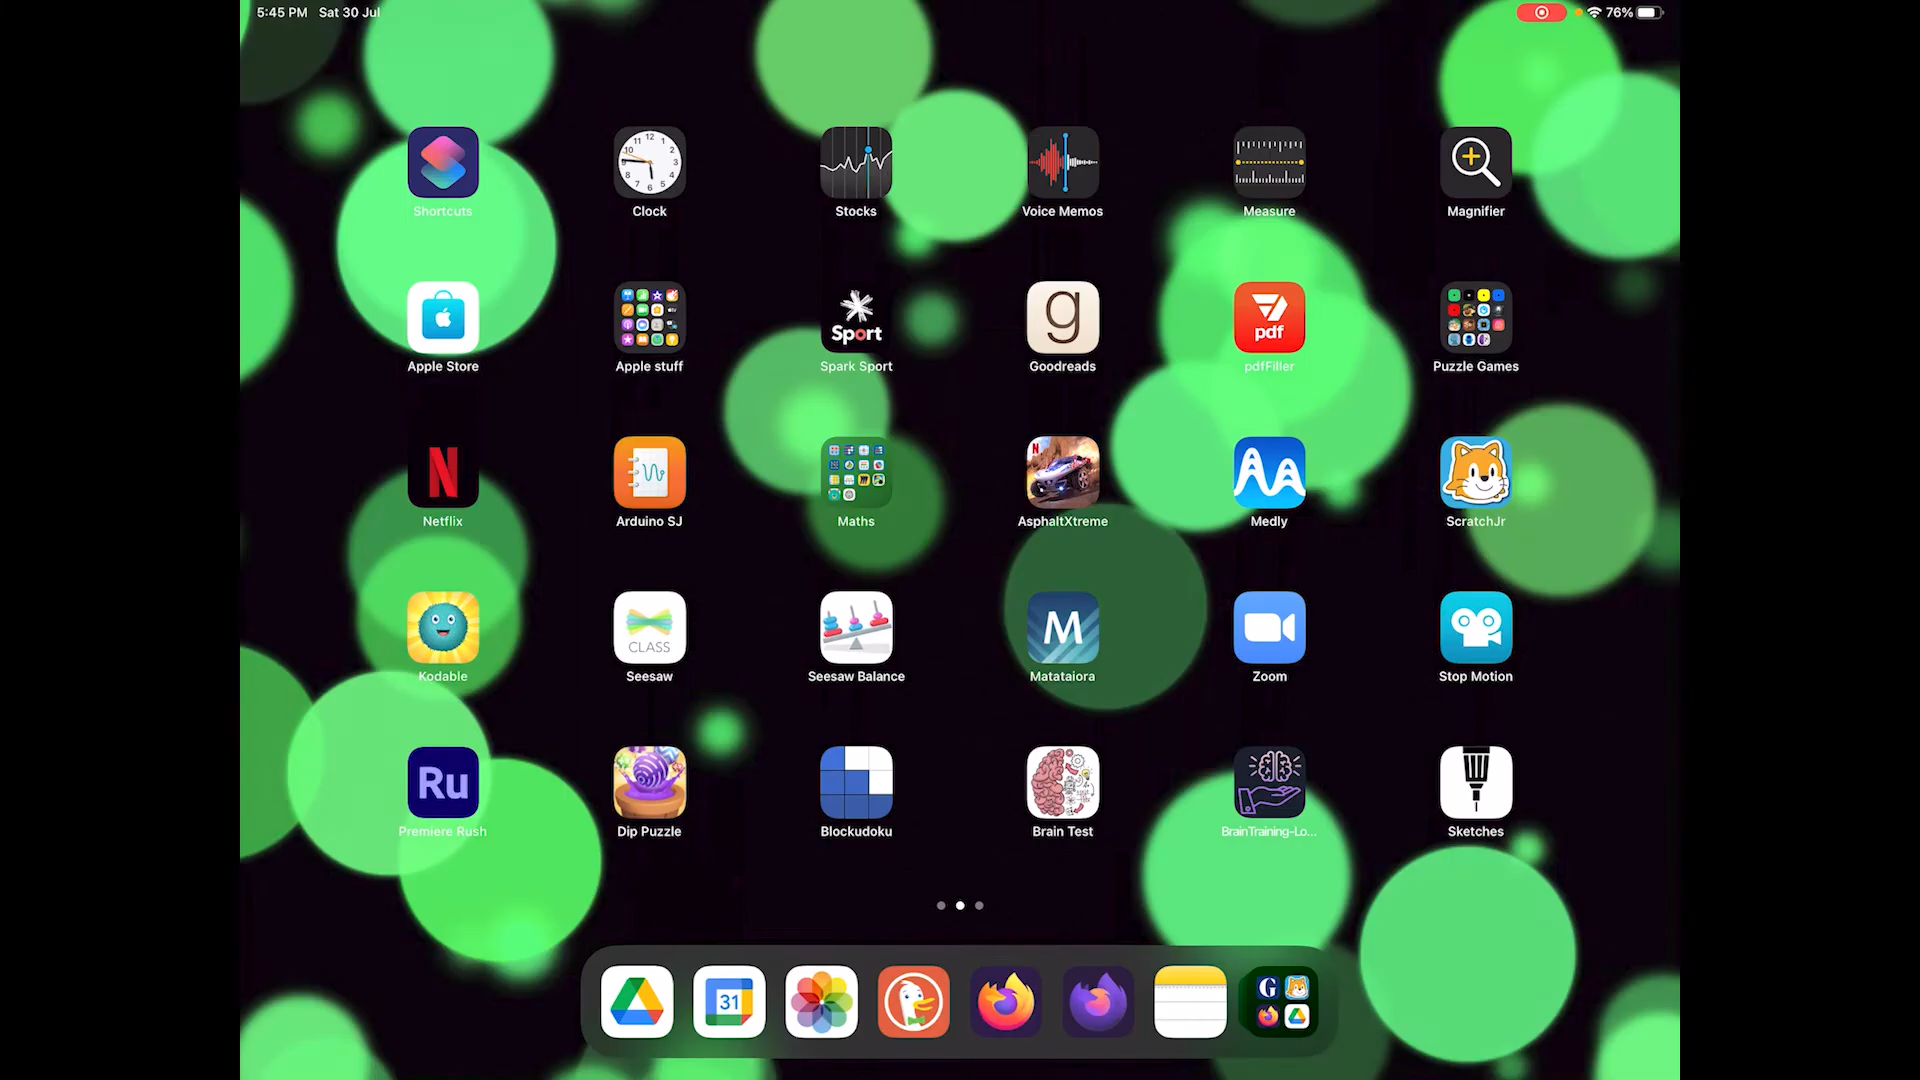 5:45 PM Sat 30 Jul 76%
Shortcuts Clock Stocks Voice Memos Measure Magnifier
Sport pdf
Apple Store Apple stuff Spark Sport Goodreads pdfFiller Puzzle Games
Netflix Arduino SJ Maths AsphaltXtreme Medly ScratchJr
CLASS
Kodable Seesaw Seesaw Balance Matataiora Zoom Stop Motion
Ru
Premiere Rush Dip Puzzle Blockudoku Brain Test BrainTraining-Lo... Sketches
31